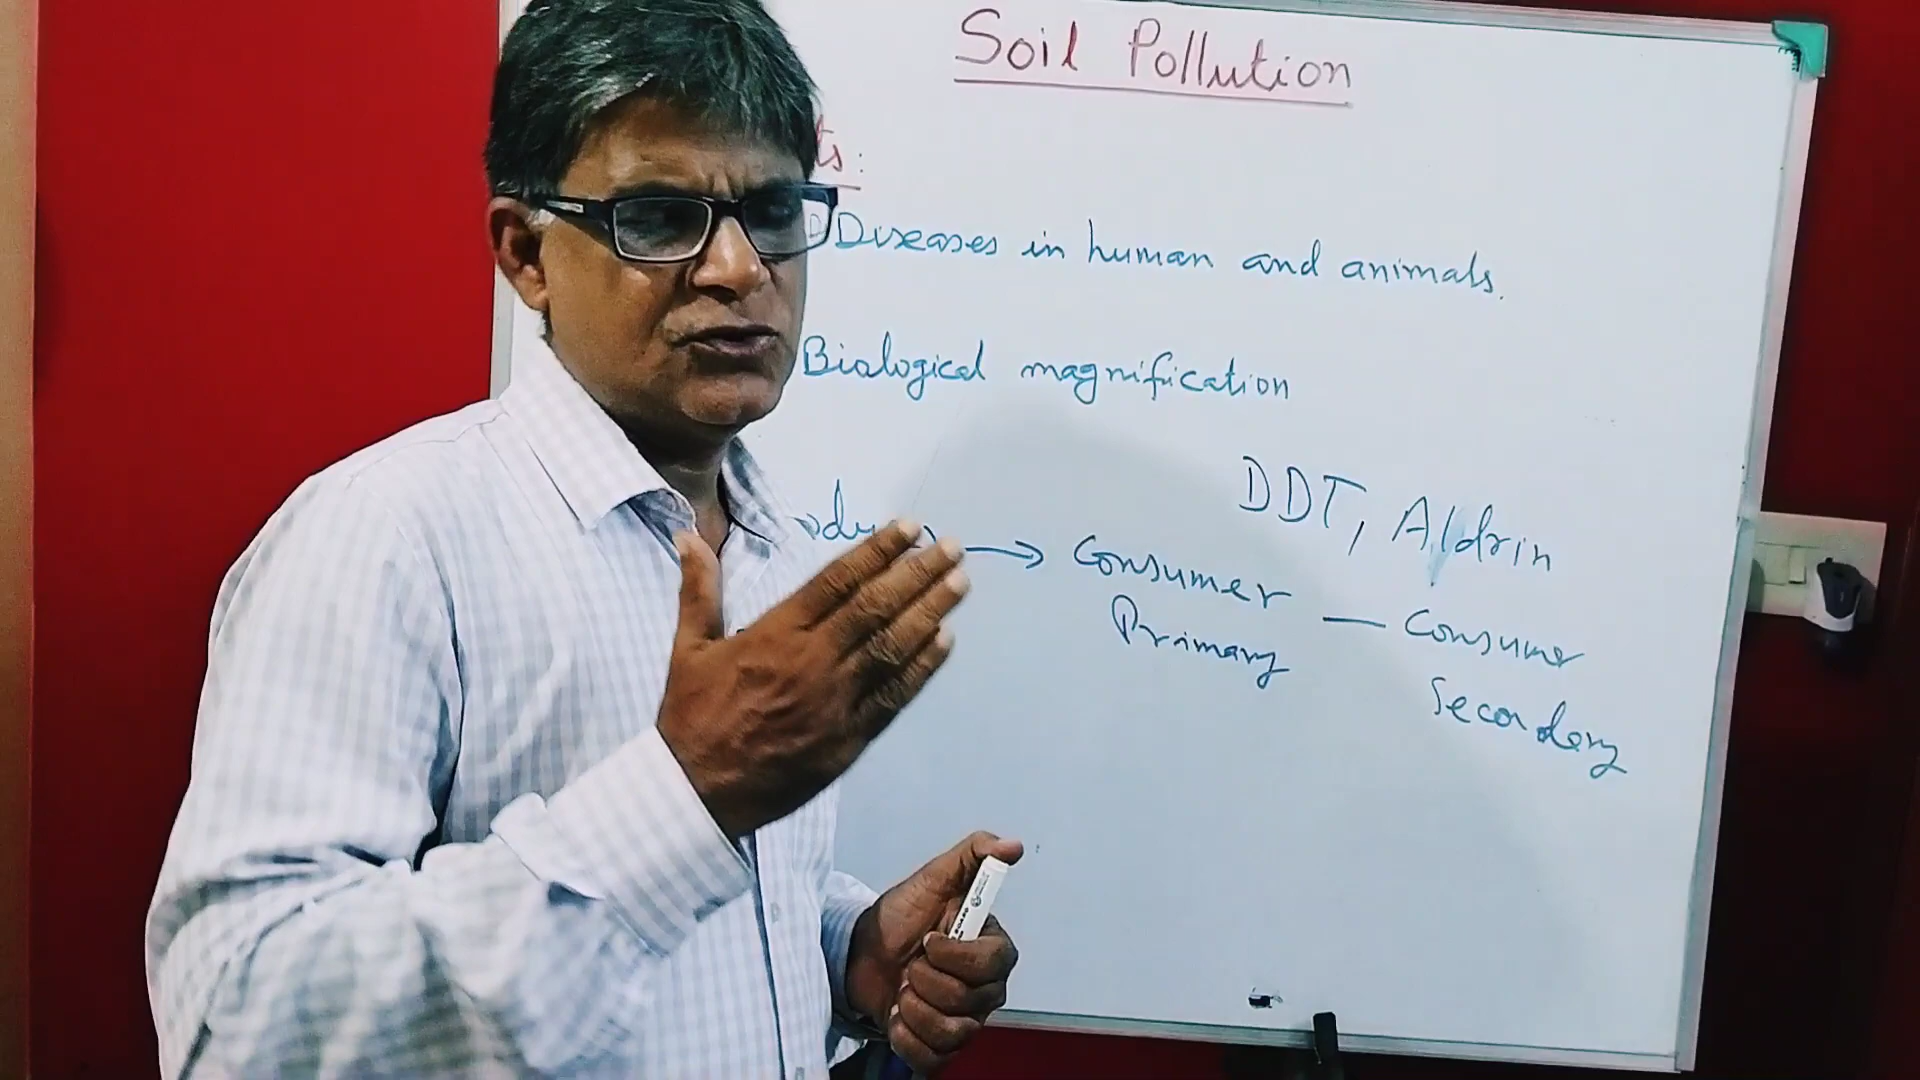 Soil Pollution
Diseases in human and animals.
Biological magnification
DDT, Aldrin
→ Consumer — Consumer
Primary Secondary